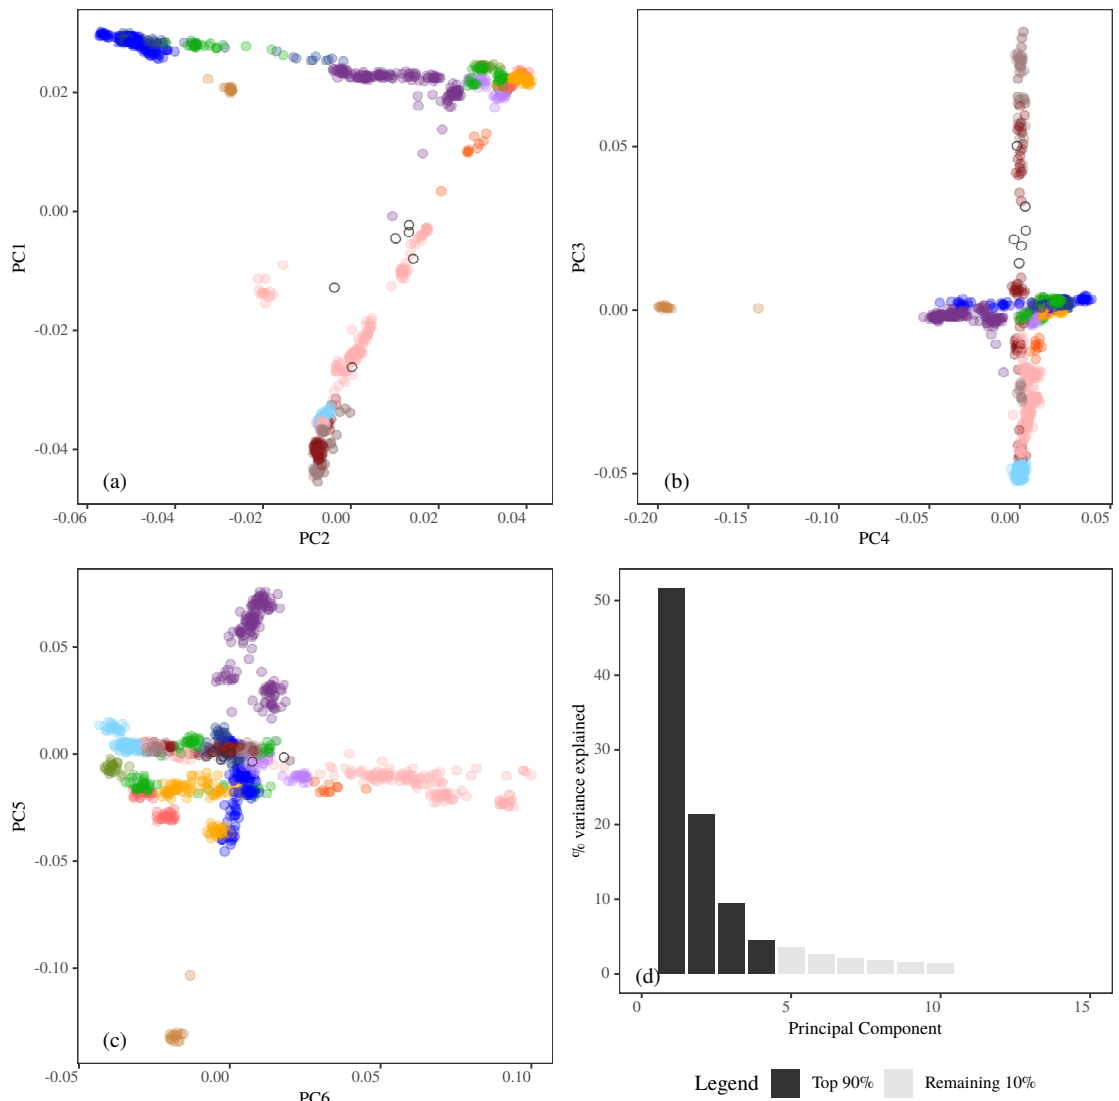 0.02
0.00
-0.02
-0.04
PC1
(a)
-0.06
-0.04
-0.02
0.00
0.02
0.04
PC2
0.05
0.00
-0.05
PC3
(b)
-0.20
-0.15
-0.10
-0.05
0.00
0.05
PC4
0.05
0.00
-0.05
-0.10
PC5
(c)
-0.05
0.00
0.05
0.10
PC6
50
40
30
20
10
0
% variance explained
(d)
0
5
10
15
Principal Component
Legend
Top 90%
Remaining 10%